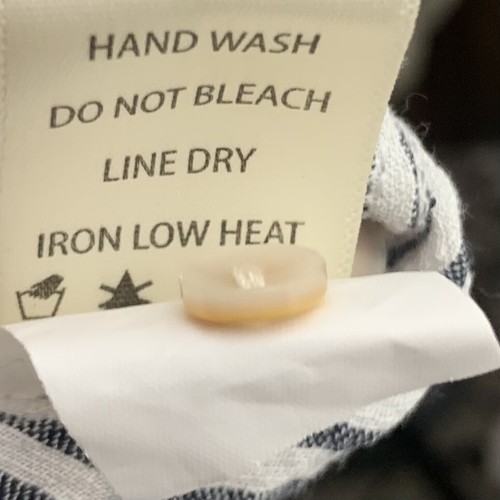 HAND WASH
DO NOT BLEACH
LINE DRY
IRON LOW HEAT